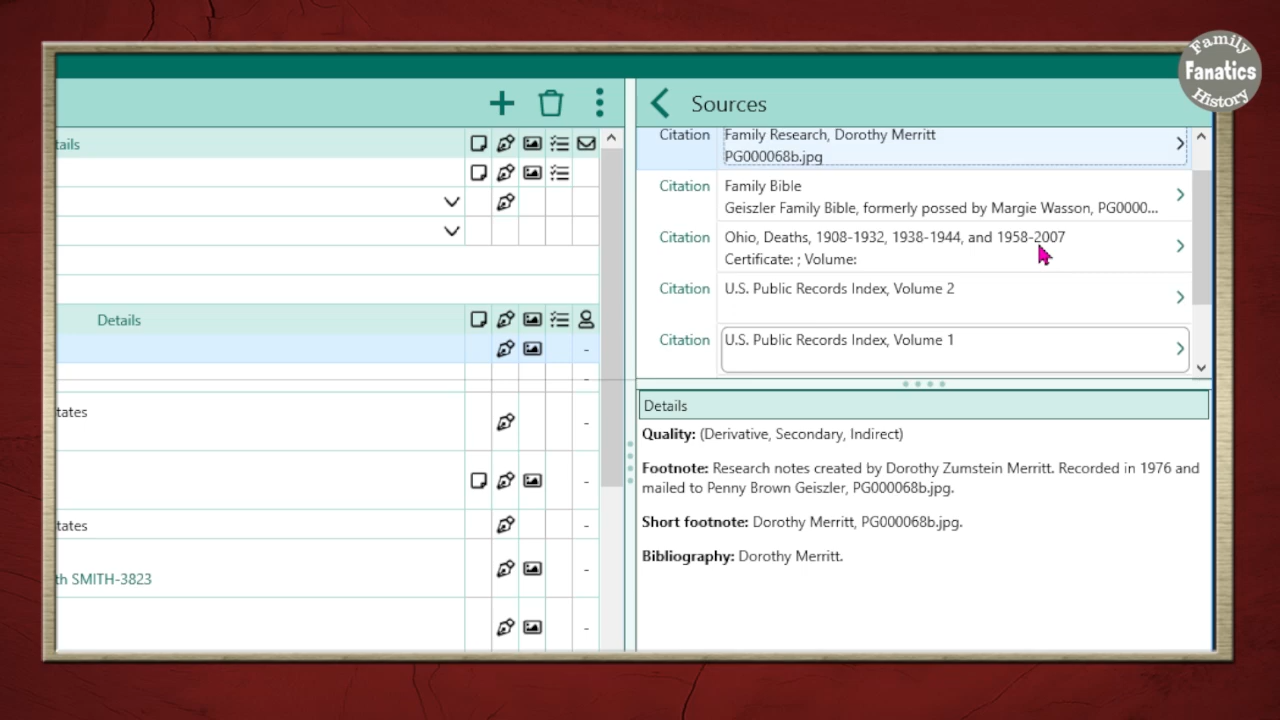 Family
Fanatics
History
Sources
tails
Citation Family Research, Dorothy Merritt
PG000068b.jpg
Citation Family Bible
Geiszler Family Bible, formerly possed by Margie Wasson, PG0000...
Citation Ohio, Deaths, 1908-1932, 1938-1944, and 1958-2007
Certificate: ; Volume:
Citation U.S. Public Records Index, Volume 2
Citation U.S. Public Records Index, Volume 1
Details
-
-
tates
-
-
tates
-
th SMITH-3823
-
-
Details
Quality: (Derivative, Secondary, Indirect)
Footnote: Research notes created by Dorothy Zumstein Merritt. Recorded in 1976 and
mailed to Penny Brown Geiszler, PG000068b.jpg.
Short footnote: Dorothy Merritt, PG000068b.jpg.
Bibliography: Dorothy Merritt.